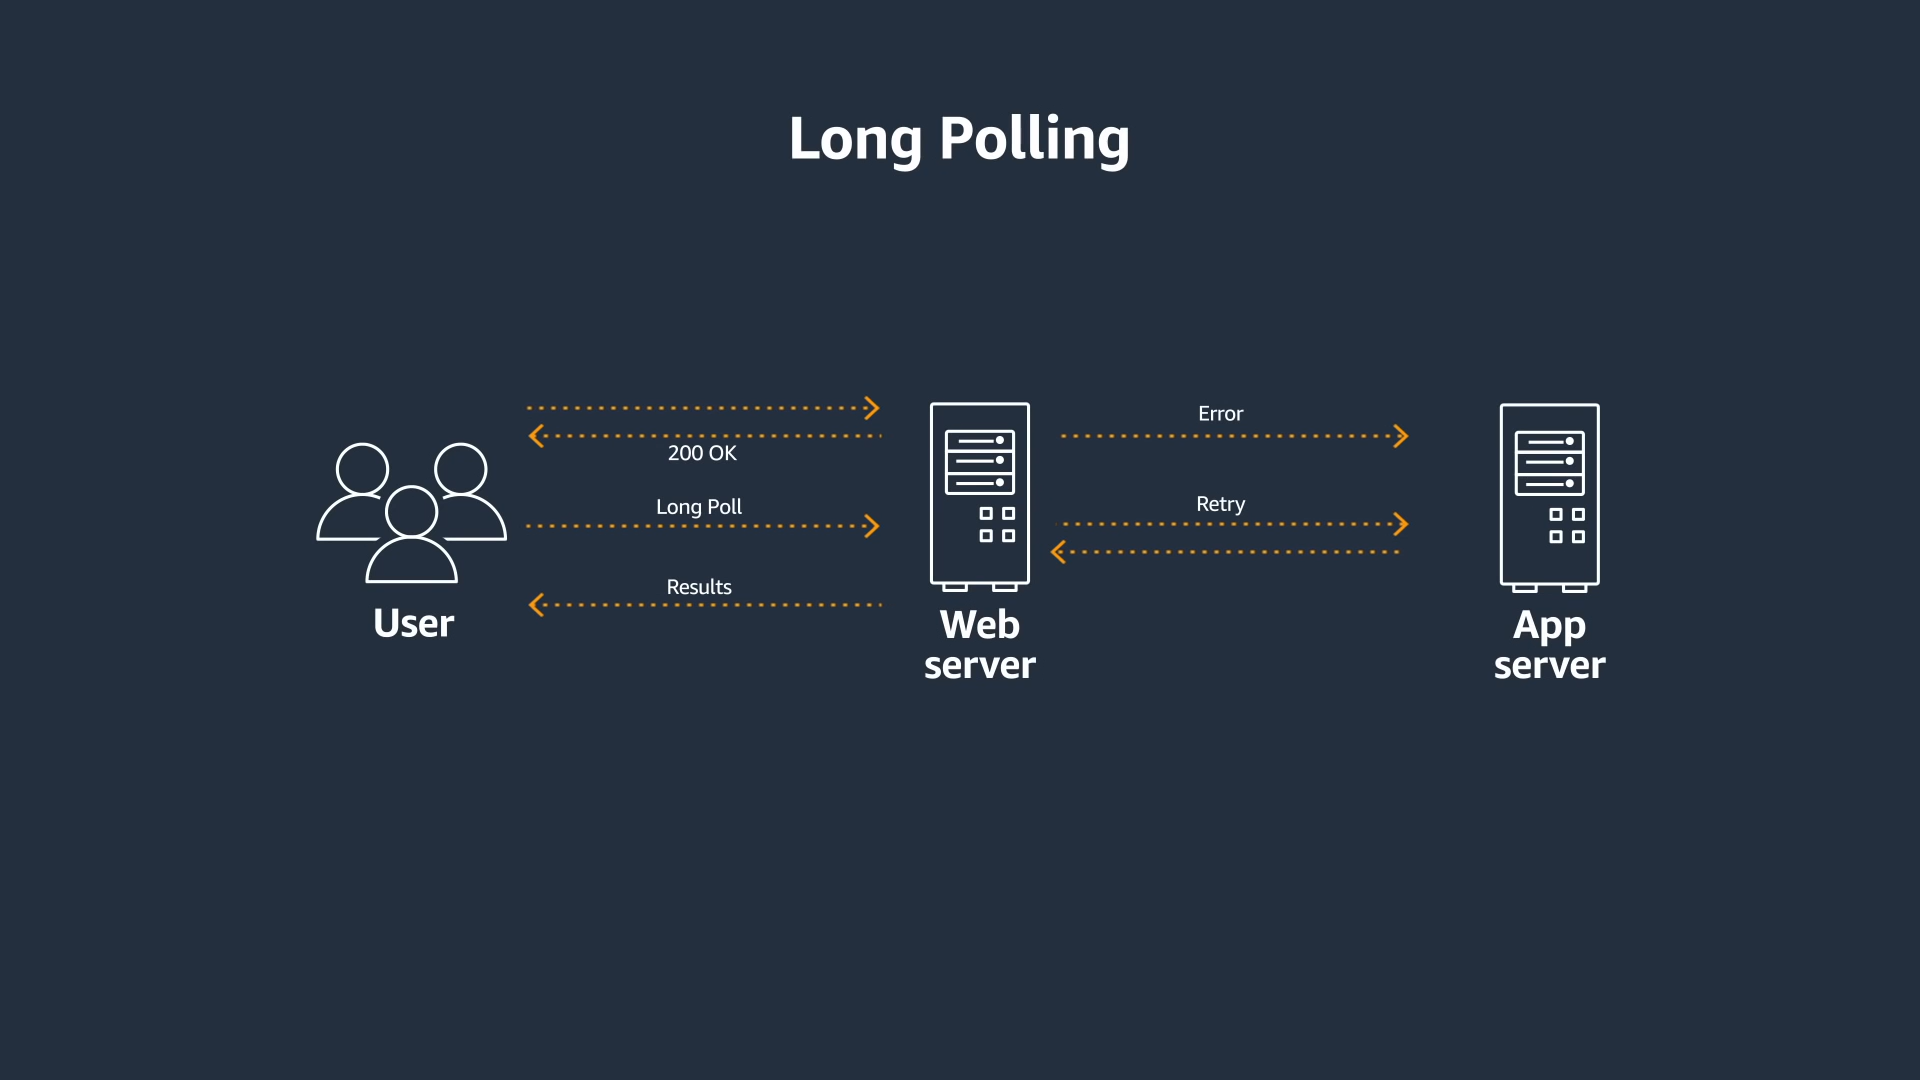 Long Polling
200 OK
Error
Long Poll
Retry
Results
User
Web
server
App
server